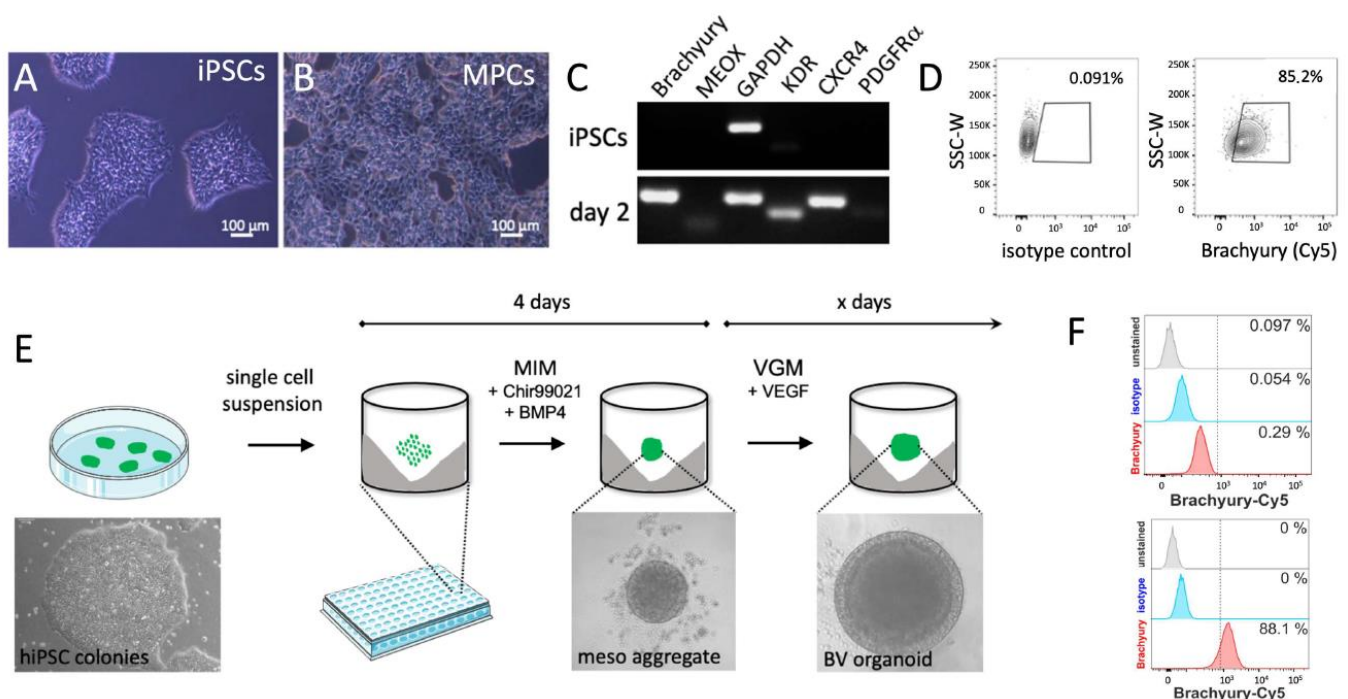 A
iPSCs
100 µm
B
MPCs
100 µm
C
Brachyury
MEOX
GAPDH
KDR
CXCR4
PDGFRα
iPSCs
day 2
D
0.091%
SSC-W
250K
200K
150K
100K
50K
0
0 10³ 10⁴ 10⁵
isotype control
85.2%
SSC-W
250K
200K
150K
100K
50K
0
0 10³ 10⁴ 10⁵
Brachyury (Cy5)
E
4 days
x days
single cell
suspension
MIM
+ Chir99021
+ BMP4
VGM
+ VEGF
hiPSC colonies
meso aggregate
BV organoid
F
unstained
0.097 %
isotype
0.054 %
Brachyury
0.29 %
0 10³ 10⁴ 10⁵
Brachyury-Cy5
unstained
0 %
isotype
0 %
Brachyury
88.1 %
0 10³ 10⁴ 10⁵
Brachyury-Cy5